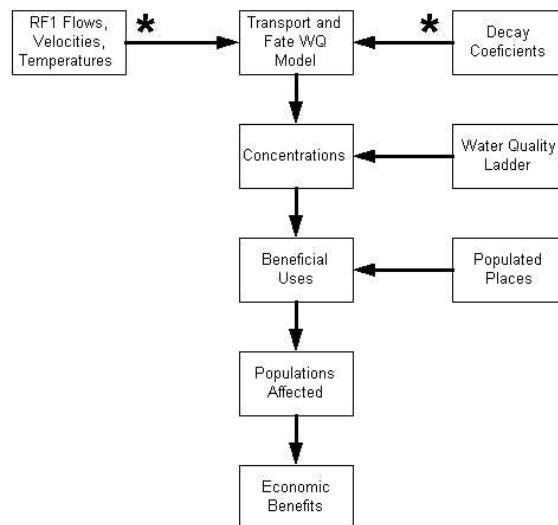 RF1 Flows,
Velocities,
Temperatures
*
Transport and
Fate WQ
Model
*
Decay
Coeficients
Concentrations
Water Quality
Ladder
Beneficial
Uses
Populated
Places
Populations
Affected
Economic
Benefits